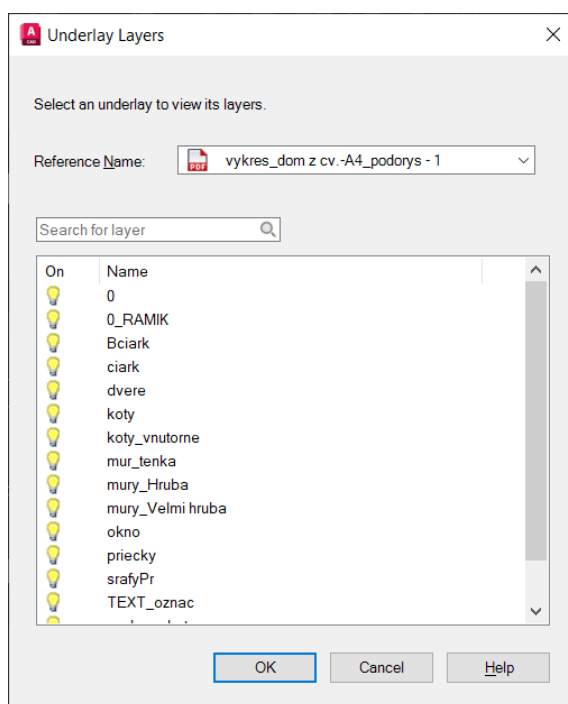 A
CAD
Underlay Layers
Select an underlay to view its layers.
Reference Name:
PDF
vykres_dom z cv.-A4_podorys - 1
Search for layer
On Name
0
0_RAMIK
Bciark
ciark
dvere
koty
koty_vnutorne
mur_tenka
mury_Hruba
mury_Velmi hruba
okno
priecky
srafyPr
TEXT_oznac
OK Cancel Help